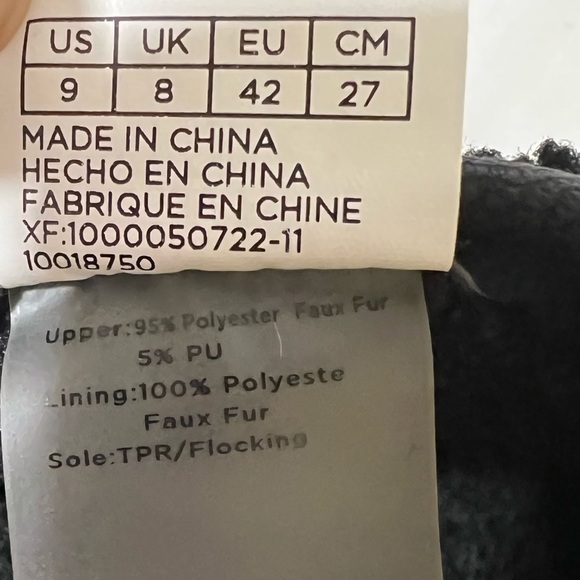 US UK EU CM
9 8 42 27
MADE IN CHINA
HECHO EN CHINA
FABRIQUE EN CHINE
XF:1000050722-11
10018750
Upper:95% Polyester Faux Fur
5% PU
Lining:100% Polyeste
Faux Fur
Sole:TPR/Flocking